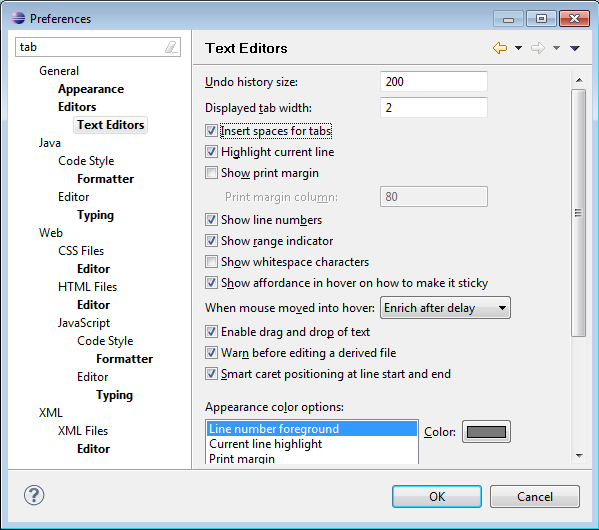 Preferences
tab
General
Appearance
Editors
Text Editors
Java
Code Style
Formatter
Editor
Typing
Web
CSS Files
Editor
HTML Files
Editor
JavaScript
Code Style
Formatter
Editor
Typing
XML
XML Files
Editor
Text Editors
Undo history size: 200
Displayed tab width: 2
Insert spaces for tabs
Highlight current line
Show print margin
Print margin column: 80
Show line numbers
Show range indicator
Show whitespace characters
Show affordance in hover on how to make it sticky
When mouse moved into hover: Enrich after delay
Enable drag and drop of text
Warn before editing a derived file
Smart caret positioning at line start and end
Appearance color options:
Line number foreground
Current line highlight
Print margin
Color:
?
OK Cancel